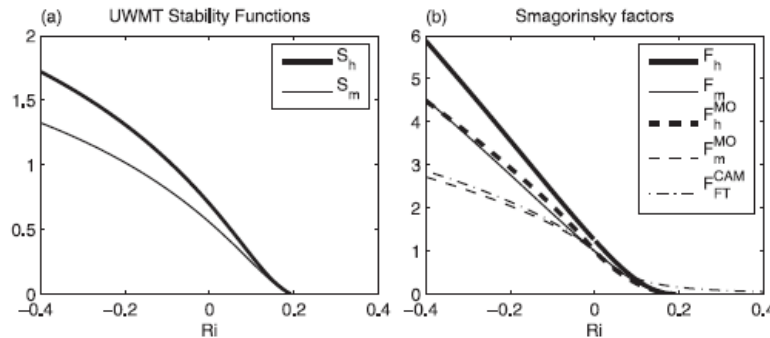 (a) UWMT Stability Functions
2
1.5
1
0.5
0
−0.4 −0.2 0 0.2 0.4
Ri
S_h
S_m
(b) Smagorinsky factors
6
5
4
3
2
1
0
−0.4 −0.2 0 0.2 0.4
Ri
F_h
F_m
F_h^MO
F_m^MO
F_FT^CAM